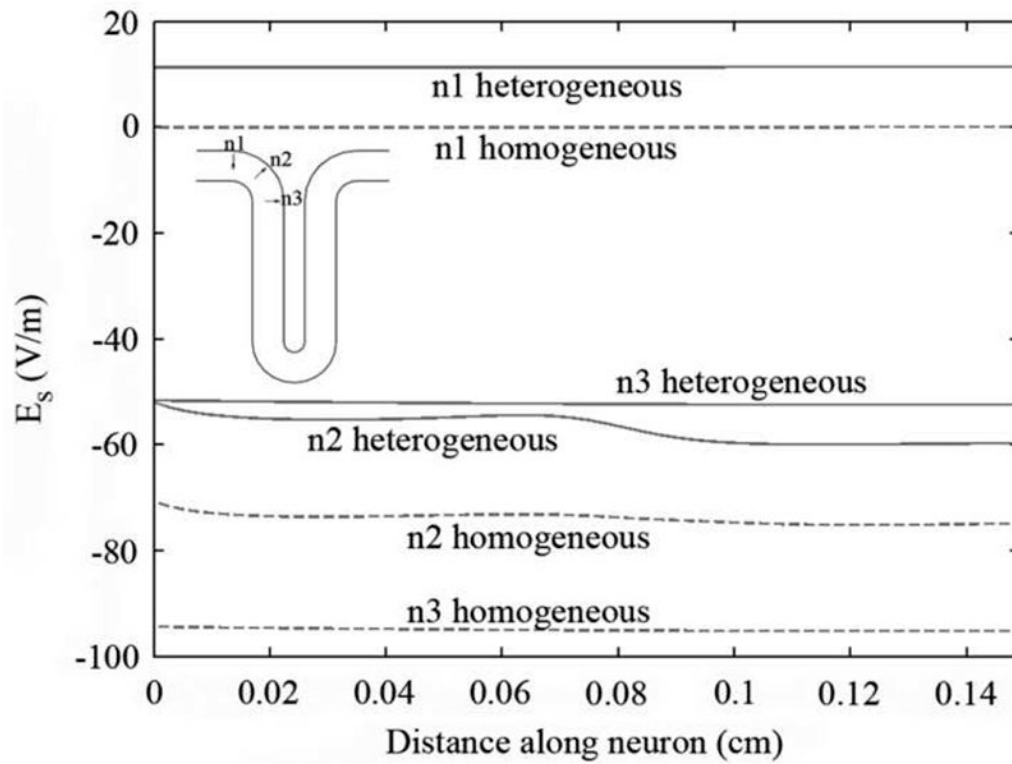 20
n1 heterogeneous
0
n1 homogeneous
n1
n2
n3
-20
-40
E_s (V/m)
n3 heterogeneous
n2 heterogeneous
-60
n2 homogeneous
-80
n3 homogeneous
-100
0 0.02 0.04 0.06 0.08 0.1 0.12 0.14
Distance along neuron (cm)